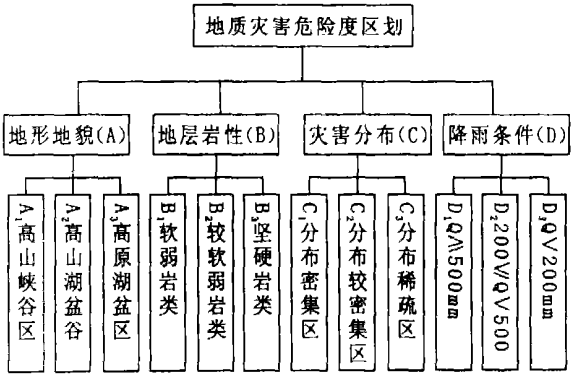 地质灾害危险度区划
地形地貌(A)
地层岩性(B)
灾害分布(C)
降雨条件(D)
A₁高山峡谷区
A₂高山湖盆谷
A₃高原湖盆区
B₁软弱岩类
B₂较软弱岩类
B₃坚硬岩类
C₁分布密集区
C₂分布较密集区
C₃分布稀疏区
D₁Q≥500mm
D₂200≤Q<500
D₃Q<200mm